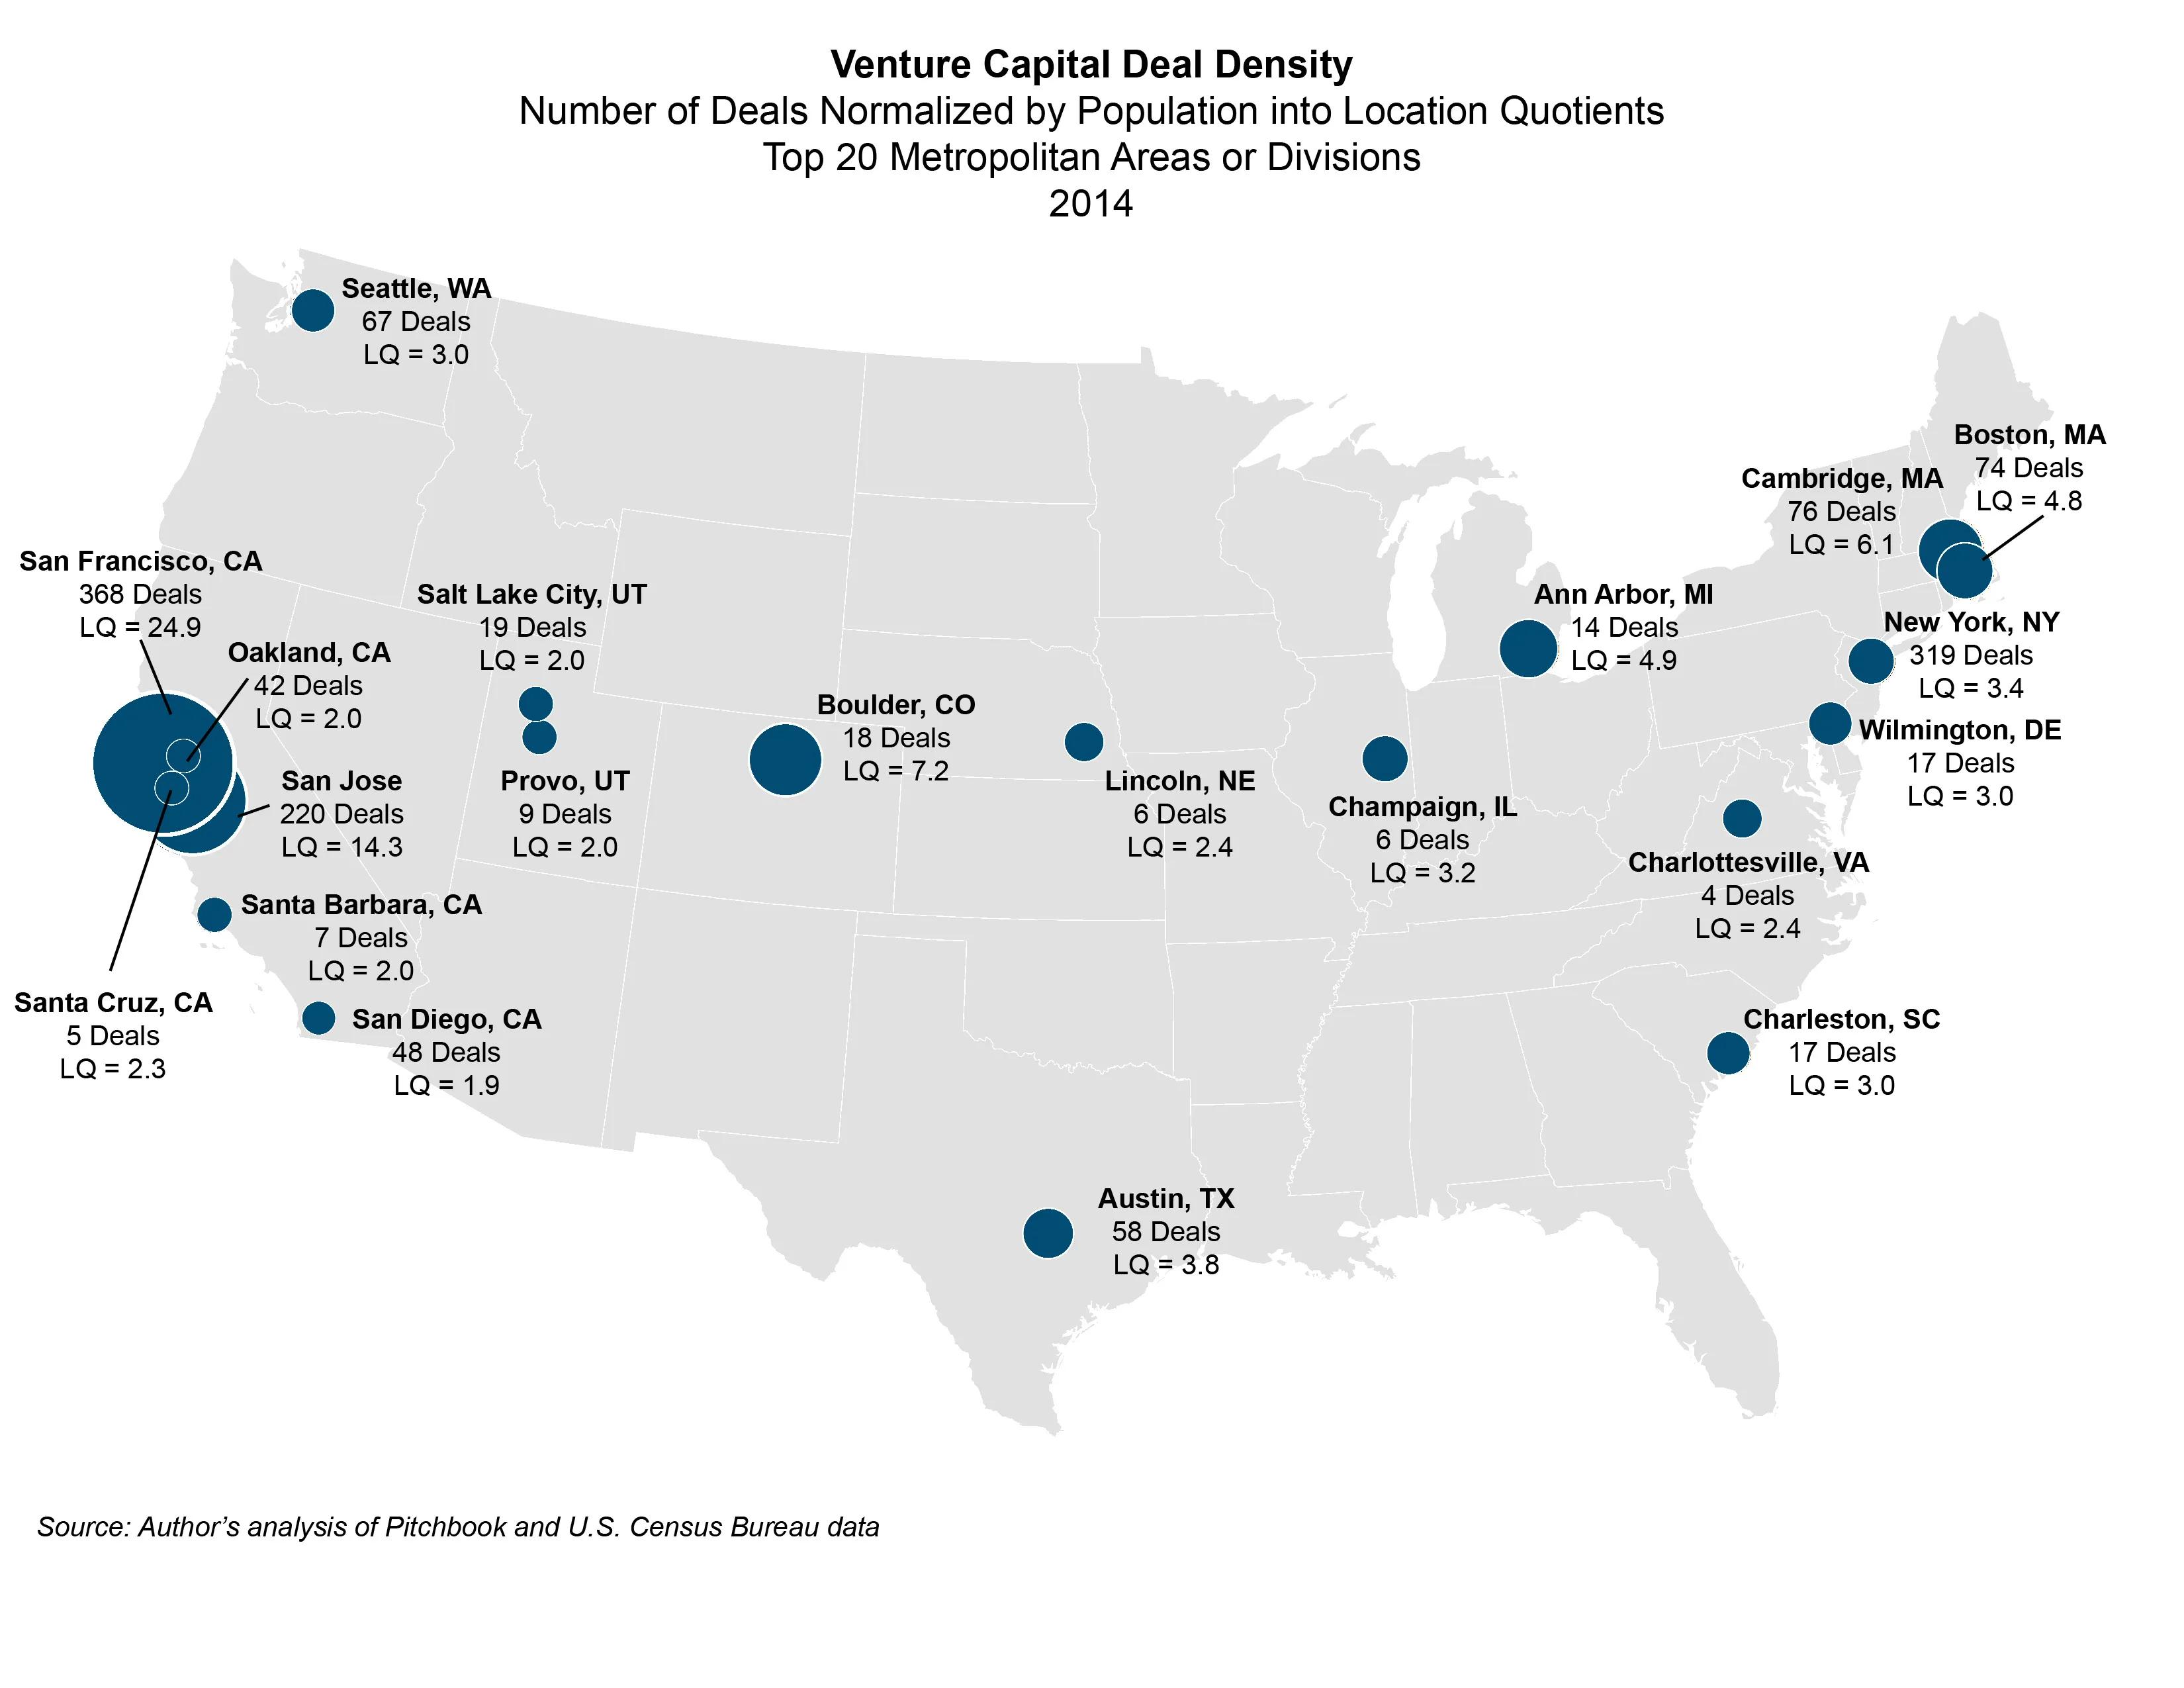 Venture Capital Deal Density
Number of Deals Normalized by Population into Location Quotients
Top 20 Metropolitan Areas or Divisions
2014
Seattle, WA
67 Deals
LQ = 3.0
Boston, MA
74 Deals
LQ = 4.8
Cambridge, MA
76 Deals
LQ = 6.1
San Francisco, CA
368 Deals
LQ = 24.9
Salt Lake City, UT
19 Deals
LQ = 2.0
Ann Arbor, MI
14 Deals
LQ = 4.9
New York, NY
319 Deals
LQ = 3.4
Oakland, CA
42 Deals
LQ = 2.0
Boulder, CO
18 Deals
LQ = 7.2
Wilmington, DE
17 Deals
LQ = 3.0
San Jose
220 Deals
LQ = 14.3
Provo, UT
9 Deals
LQ = 2.0
Lincoln, NE
6 Deals
LQ = 2.4
Champaign, IL
6 Deals
LQ = 3.2
Charlottesville, VA
4 Deals
LQ = 2.4
Santa Barbara, CA
7 Deals
LQ = 2.0
Santa Cruz, CA
5 Deals
LQ = 2.3
San Diego, CA
48 Deals
LQ = 1.9
Charleston, SC
17 Deals
LQ = 3.0
Austin, TX
58 Deals
LQ = 3.8
Source: Author’s analysis of Pitchbook and U.S. Census Bureau data